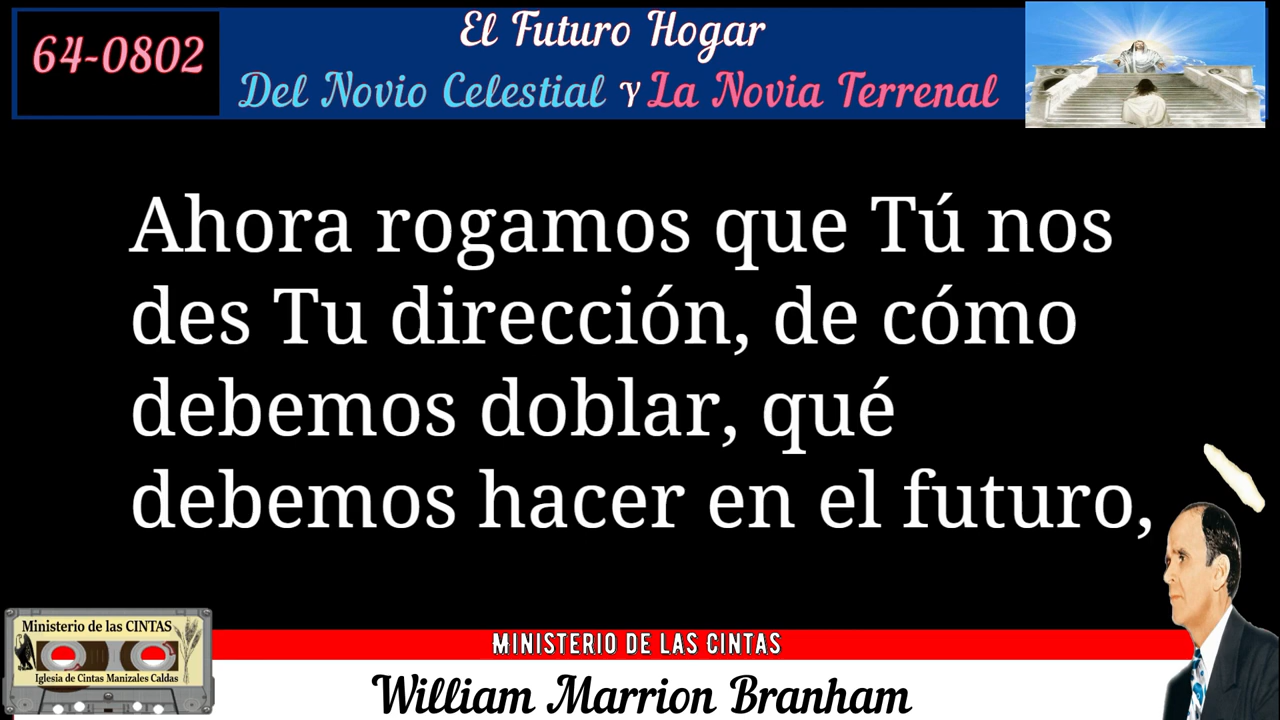 64-0802
El Futuro Hogar
Del Novio Celestial Y La Novia Terrenal
Ahora rogamos que Tú nos
des Tu dirección, de cómo
debemos doblar, qué
debemos hacer en el futuro,
Ministerio de las CINTAS
Iglesia de Cintas Manizales Caldas
MINISTERIO DE LAS CINTAS
William Marrion Branham